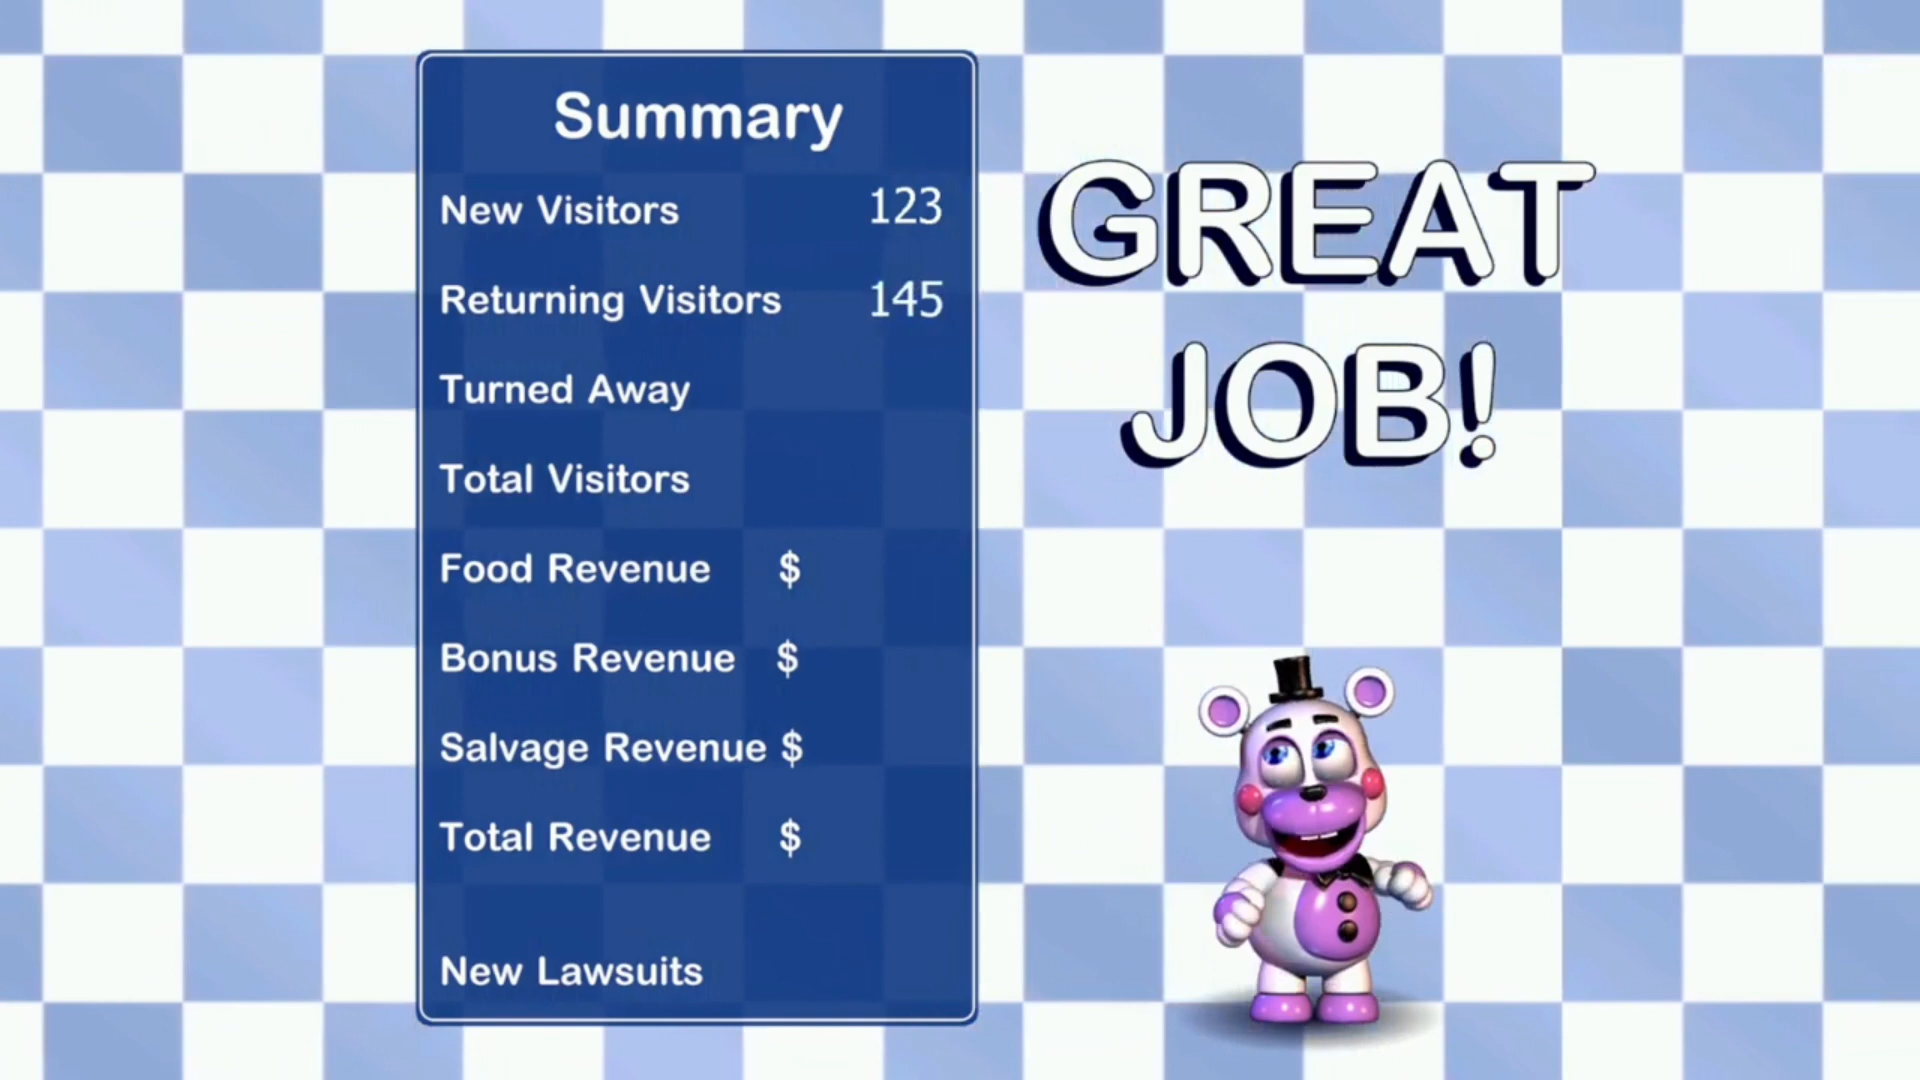 Summary
New Visitors 123
Returning Visitors 145
Turned Away
Total Visitors
Food Revenue $
Bonus Revenue $
Salvage Revenue $
Total Revenue $
New Lawsuits
GREAT
JOB!